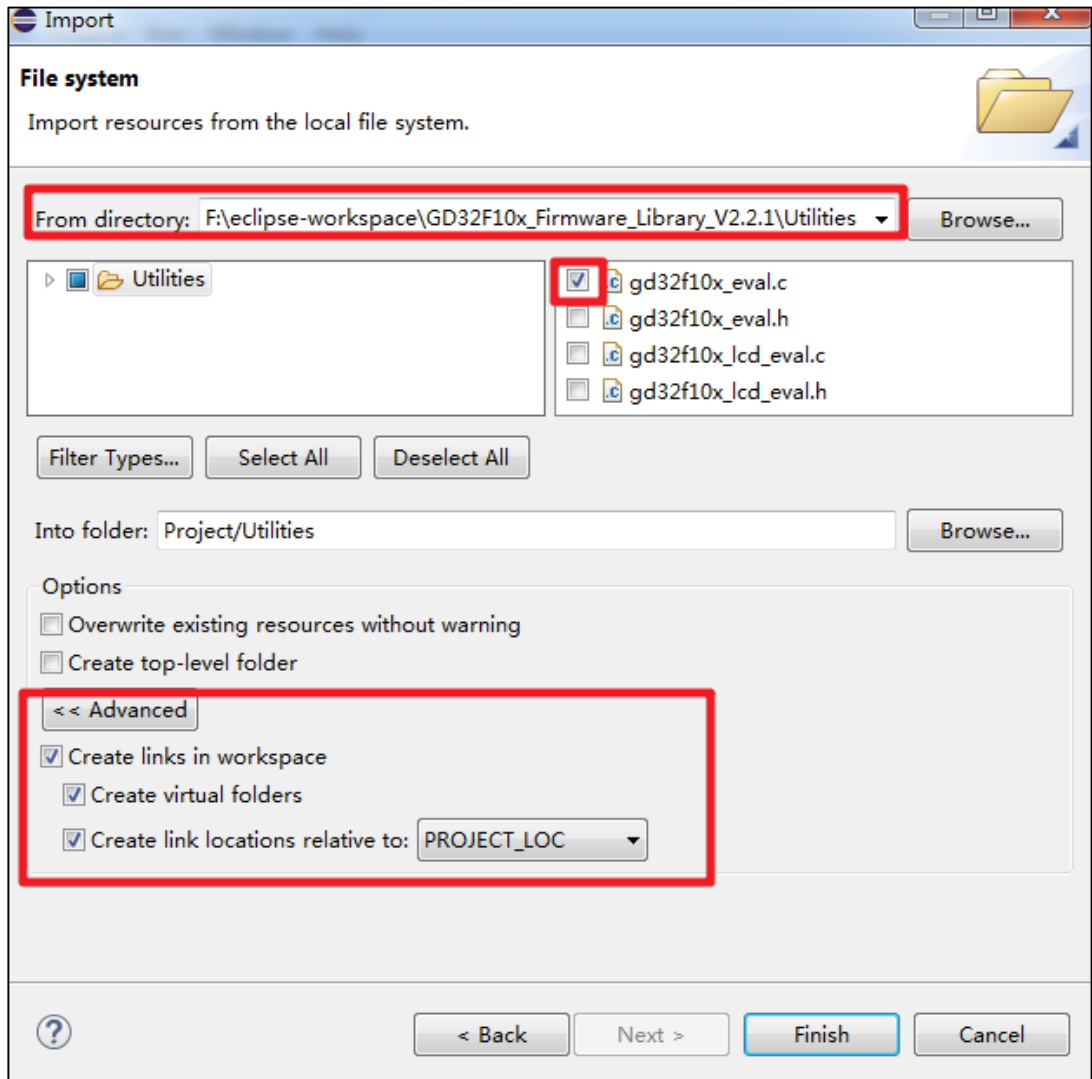 Import
File system
Import resources from the local file system.
From directory: F:\eclipse-workspace\GD32F10x_Firmware_Library_V2.2.1\Utilities Browse...
Utilities
gd32f10x_eval.c
gd32f10x_eval.h
gd32f10x_lcd_eval.c
gd32f10x_lcd_eval.h
Filter Types... Select All Deselect All
Into folder: Project/Utilities Browse...
Options
Overwrite existing resources without warning
Create top-level folder
<< Advanced
Create links in workspace
Create virtual folders
Create link locations relative to: PROJECT_LOC
? < Back Next > Finish Cancel